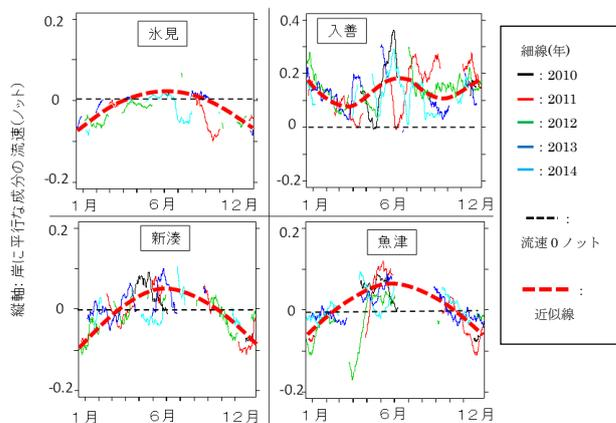 縦軸: 岸に平行な成分の流速(ノット)
0.2
0
-0.2
氷見
1月
6月
12月
0.4
0.2
0
-0.2
入善
1月
6月
12月
0.2
0
-0.2
新湊
1月
6月
12月
0.2
0
-0.2
魚津
1月
6月
12月
細線(年)
: 2010
: 2011
: 2012
: 2013
: 2014
:
流速0ノット
:
近似線